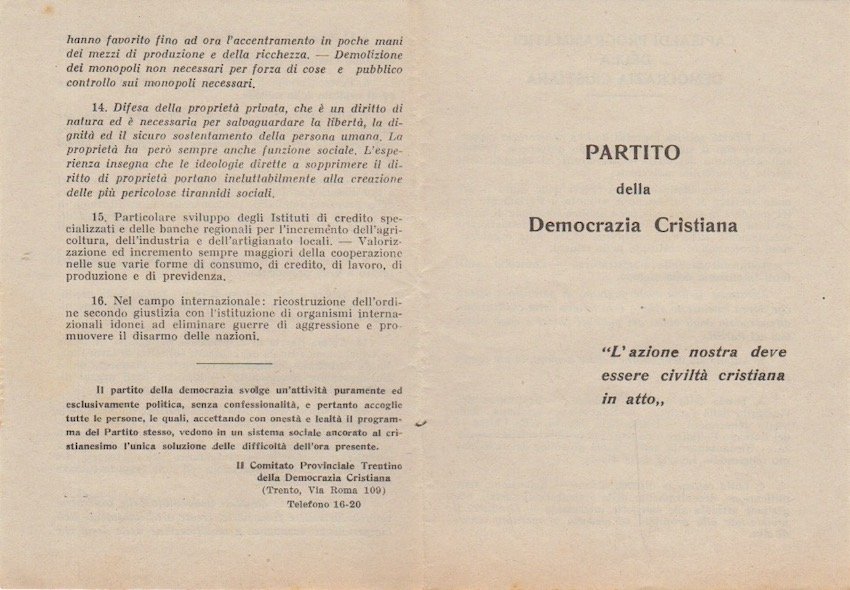 hanno favorito fino ad ora l'accentramento in poche mani
dei mezzi di produzione e della ricchezza. — Demolizione
dei monopoli non necessari per forza di cose e pubblico
controllo sui monopoli necessari.
14. Difesa della proprietà privata, che è un diritto di
natura ed è necessaria per salvaguardare la libertà, la di-
gnità ed il sicuro sostentamento della persona umana. La
proprietà ha però sempre anche funzione sociale. L'espe-
rienza insegna che le ideologie dirette a sopprimere il di-
ritto di proprietà portano ineluttabilmente alla creazione
delle più pericolose tirannidi sociali.
15. Particolare sviluppo degli Istituti di credito spe-
cializzati e delle banche regionali per l'incremento dell'agri-
coltura, dell'industria e dell'artigianato locali. — Valoriz-
zazione ed incremento sempre maggiori della cooperazione
nelle sue varie forme di consumo, di credito, di lavoro, di
produzione e di previdenza.
16. Nel campo internazionale: ricostruzione dell'ordi-
ne secondo giustizia con l'istituzione di organismi interna-
zionali idonei ad eliminare guerre di aggressione e pro-
muovere il disarmo delle nazioni.
Il partito della democrazia svolge un'attività puramente ed
esclusivamente politica, senza confessionalità, e pertanto accoglie
tutte le persone, le quali, accettando con onestà e lealtà il program-
ma del Partito stesso, vedono in un sistema sociale ancorato al cri-
stianesimo l'unica soluzione delle difficoltà dell'ora presente.
Il Comitato Provinciale Trentino
della Democrazia Cristiana
(Trento, Via Roma 109)
Telefono 16-20
PARTITO
della
Democrazia Cristiana
“L'azione nostra deve
essere civiltà cristiana
in atto„